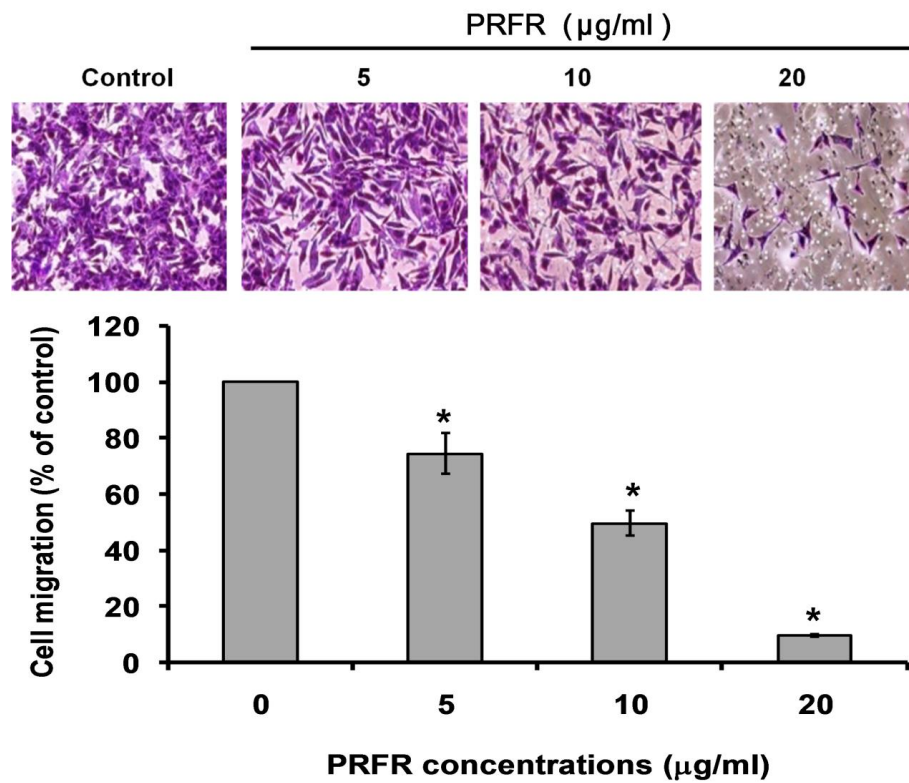 PRFR (µg/ml)
Control 5 10 20
120
100
80
60
40
20
0
Cell migration (% of control)
* * *
0 5 10 20
PRFR concentrations (µg/ml)